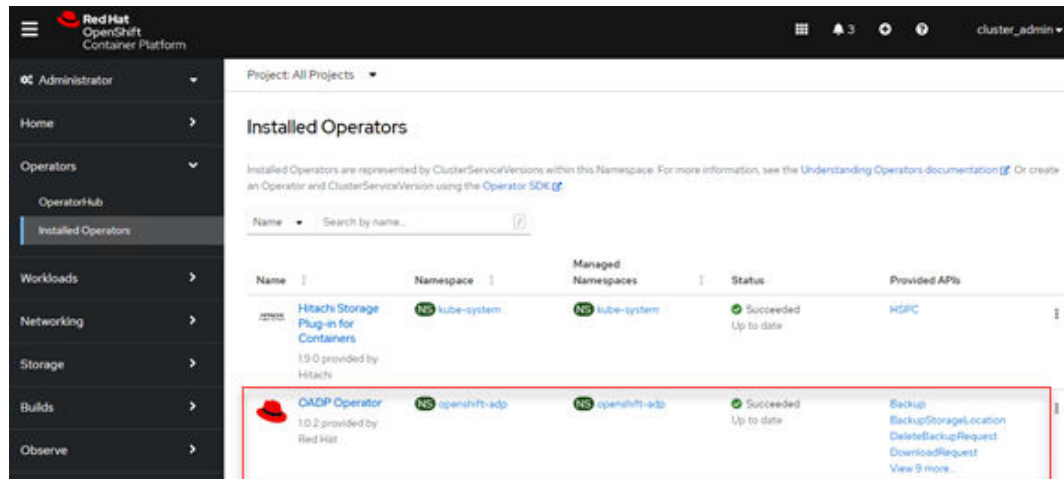 Red Hat
OpenShift
Container Platform
3
cluster_admin
Administrator
Home
Operators
OperatorHub
Installed Operators
Workloads
Networking
Storage
Builds
Observe
Project: All Projects
Installed Operators
Installed Operators are represented by ClusterServiceVersions within this Namespace. For more information, see the Understanding Operators documentation Or create
an Operator and ClusterServiceVersion using the Operator SDK
Name Search by name... /
Name Namespace Managed Namespaces Status Provided APIs
HITACHI
Hitachi Storage
Plug-in for
Containers
1.9.0 provided by
Hitachi
NS kube-system
NS kube-system
Succeeded
Up to date
HSPC
OADP Operator
1.0.2 provided by
Red Hat
NS openshift-adp
NS openshift-adp
Succeeded
Up to date
Backup
BackupStorageLocation
DeleteBackupRequest
DownloadRequest
View 9 more...